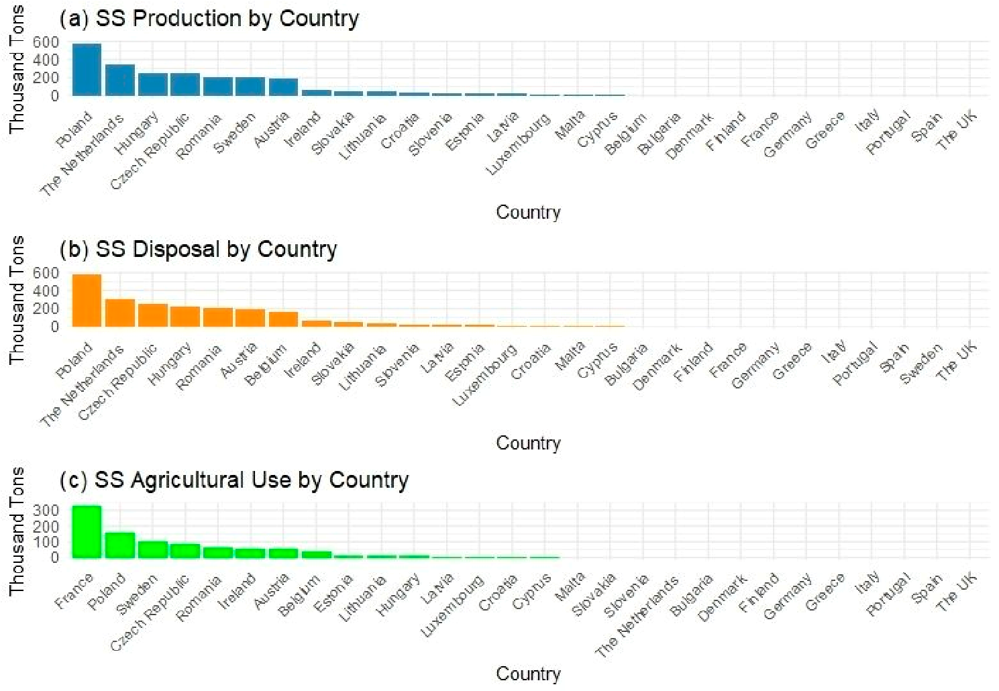 (a) SS Production by Country
Thousand Tons
600
400
200
0
Poland
The Netherlands
Hungary
Czech Republic
Romania
Sweden
Austria
Ireland
Slovakia
Lithuania
Croatia
Slovenia
Estonia
Latvia
Luxembourg
Malta
Cyprus
Belgium
Bulgaria
Denmark
Finland
France
Germany
Greece
Italy
Portugal
Spain
The UK
Country
(b) SS Disposal by Country
Thousand Tons
600
400
200
0
Poland
The Netherlands
Czech Republic
Hungary
Romania
Austria
Belgium
Ireland
Slovakia
Lithuania
Slovenia
Latvia
Estonia
Luxembourg
Croatia
Malta
Cyprus
Bulgaria
Denmark
Finland
France
Germany
Greece
Italy
Portugal
Spain
Sweden
The UK
Country
(c) SS Agricultural Use by Country
Thousand Tons
300
200
100
0
France
Poland
Sweden
Czech Republic
Romania
Ireland
Austria
Belgium
Estonia
Lithuania
Hungary
Latvia
Luxembourg
Croatia
Cyprus
Malta
Slovakia
Slovenia
The Netherlands
Bulgaria
Denmark
Finland
Germany
Greece
Italy
Portugal
Spain
The UK
Country